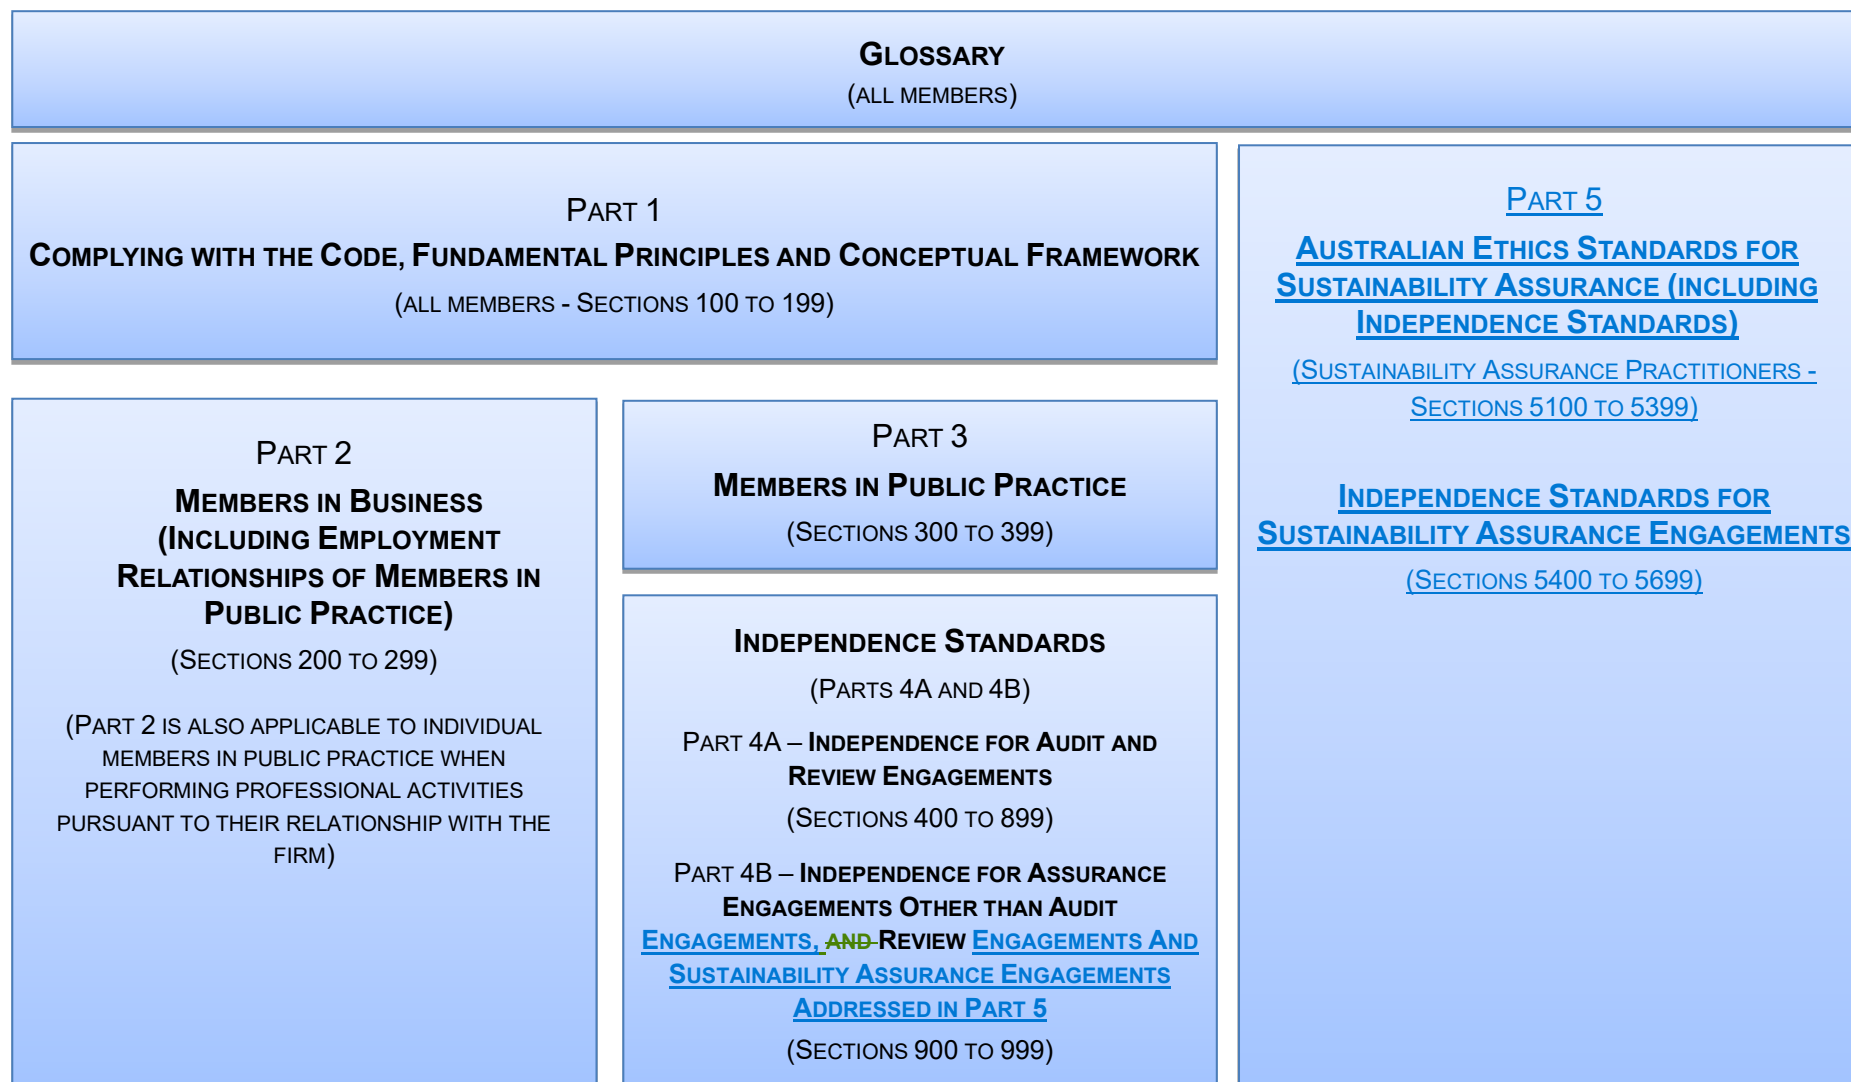 GLOSSARY
(ALL MEMBERS)
PART 1
COMPLYING WITH THE CODE, FUNDAMENTAL PRINCIPLES AND CONCEPTUAL FRAMEWORK
(ALL MEMBERS - SECTIONS 100 TO 199)
PART 2
MEMBERS IN BUSINESS
(INCLUDING EMPLOYMENT
RELATIONSHIPS OF MEMBERS IN
PUBLIC PRACTICE)
(SECTIONS 200 TO 299)
(PART 2 IS ALSO APPLICABLE TO INDIVIDUAL
MEMBERS IN PUBLIC PRACTICE WHEN
PERFORMING PROFESSIONAL ACTIVITIES
PURSUANT TO THEIR RELATIONSHIP WITH THE
FIRM)
PART 3
MEMBERS IN PUBLIC PRACTICE
(SECTIONS 300 TO 399)
INDEPENDENCE STANDARDS
(PARTS 4A AND 4B)
PART 4A – INDEPENDENCE FOR AUDIT AND
REVIEW ENGAGEMENTS
(SECTIONS 400 TO 899)
PART 4B – INDEPENDENCE FOR ASSURANCE
ENGAGEMENTS OTHER THAN AUDIT
ENGAGEMENTS, AND REVIEW ENGAGEMENTS AND
SUSTAINABILITY ASSURANCE ENGAGEMENTS
ADDRESSED IN PART 5
(SECTIONS 900 TO 999)
PART 5
AUSTRALIAN ETHICS STANDARDS FOR
SUSTAINABILITY ASSURANCE (INCLUDING
INDEPENDENCE STANDARDS)
(SUSTAINABILITY ASSURANCE PRACTITIONERS -
SECTIONS 5100 TO 5399)
INDEPENDENCE STANDARDS FOR
SUSTAINABILITY ASSURANCE ENGAGEMENTS
(SECTIONS 5400 TO 5699)